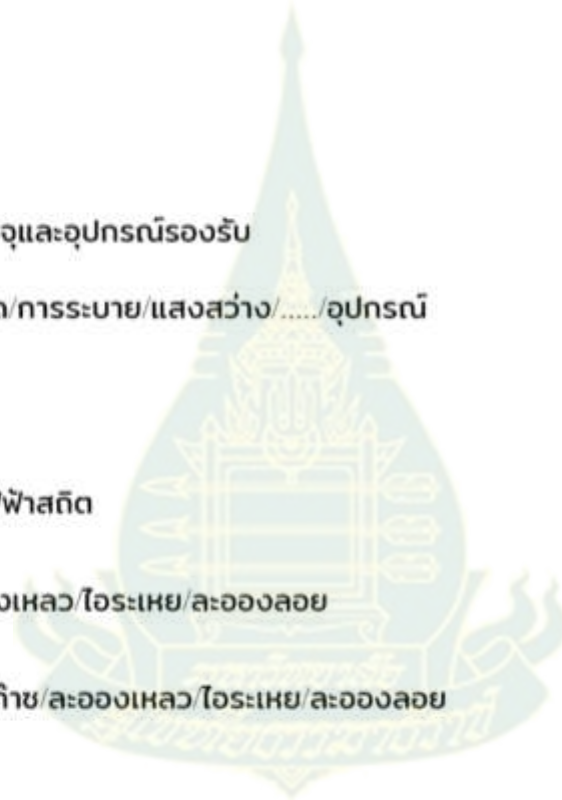 จุและอุปกรณ์รองรับ
/การระบาย/แสงสว่าง/...../อุปกรณ์
ฟ้าสถิต
งเหลว/ไอระเหย/ละอองลอย
ก๊าซ/ละอองเหลว/ไอระเหย/ละอองลอย